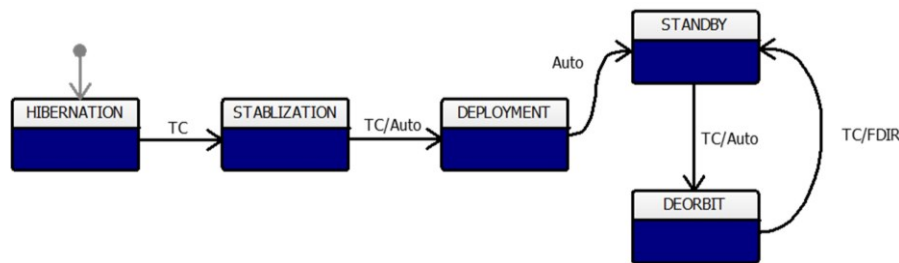 STANDBY
Auto
HIBERNATION
STABLIZATION
DEPLOYMENT
TC
TC/Auto
TC/Auto
TC/FDIR
DEORBIT